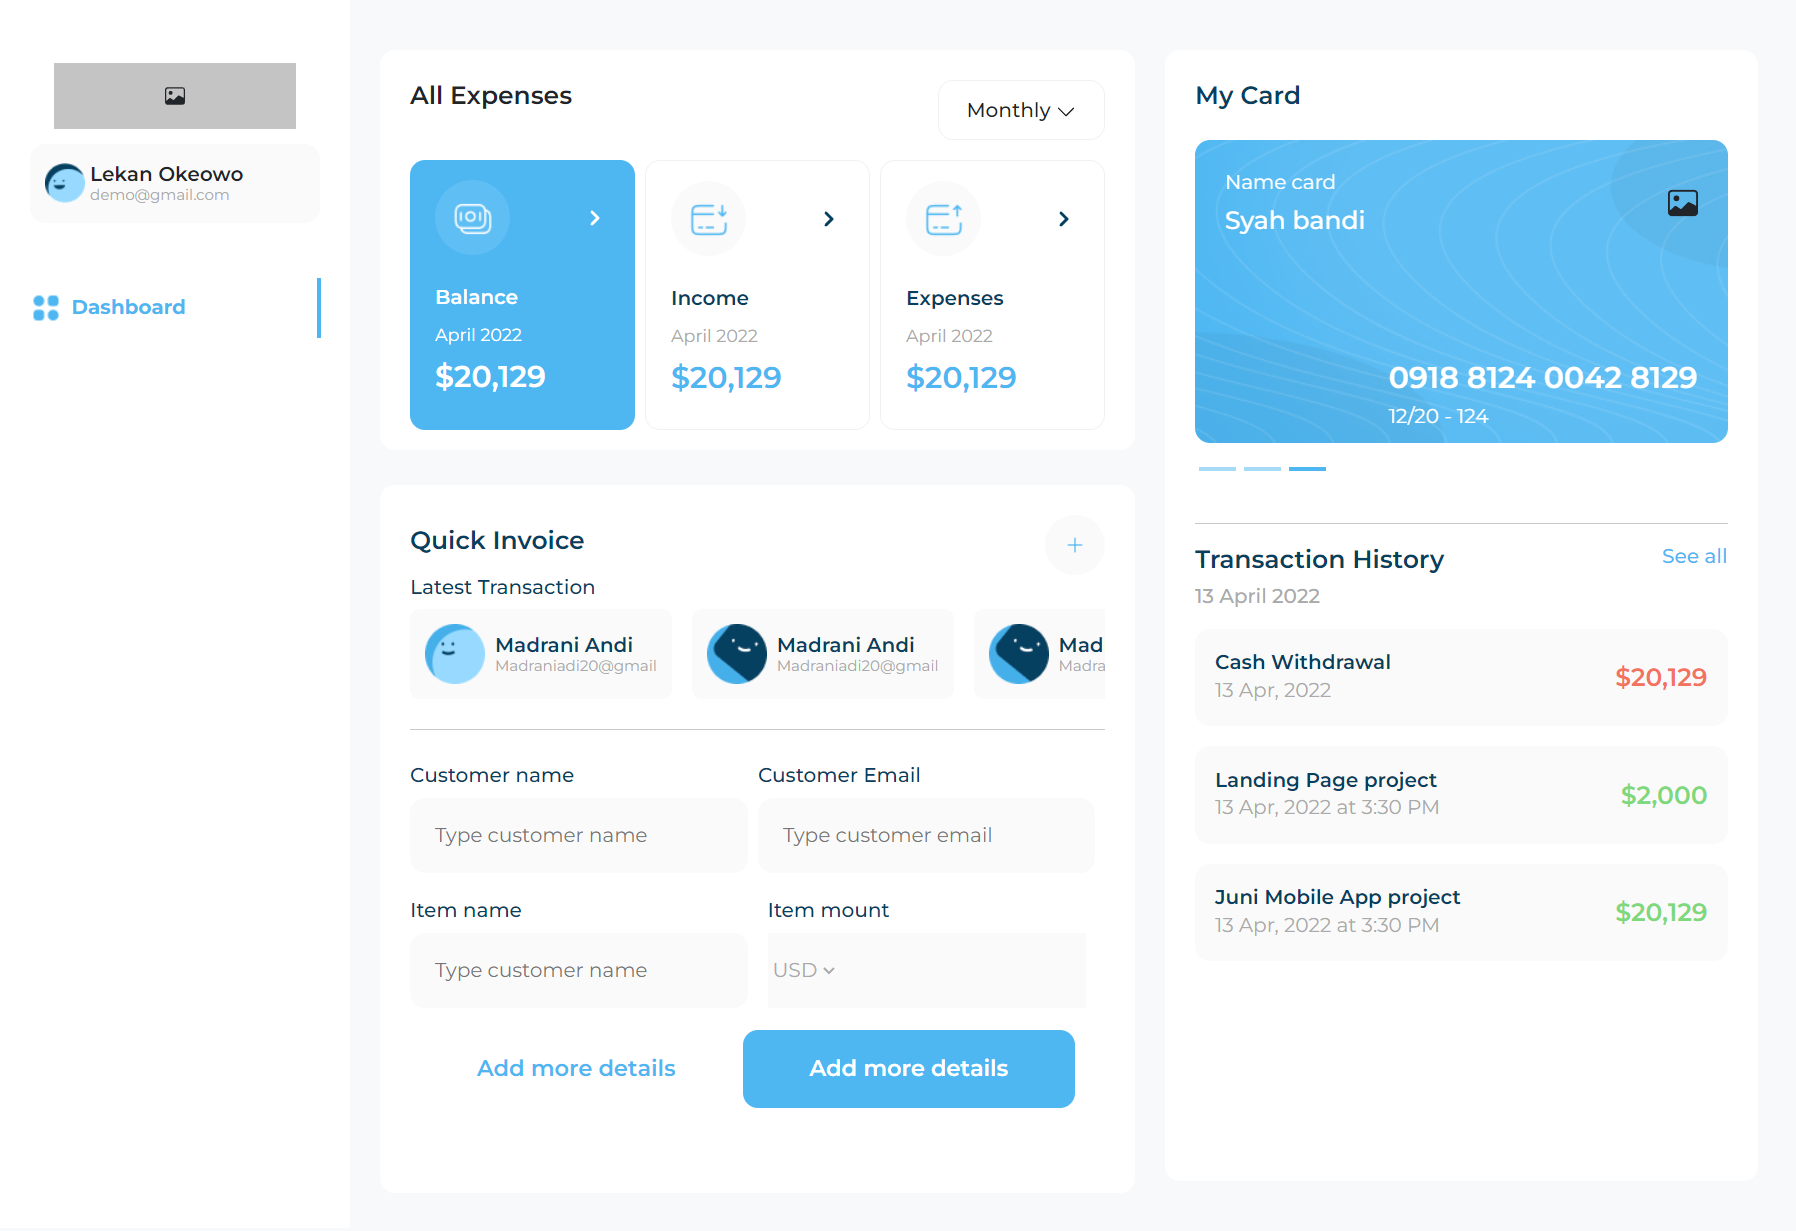 Lekan Okeowo
demo@gmail.com
Dashboard
All Expenses
Monthly
Balance
April 2022
$20,129
Income
April 2022
$20,129
Expenses
April 2022
$20,129
Quick Invoice
Latest Transaction
Madrani Andi
Madraniadi20@gmail
Madrani Andi
Madraniadi20@gmail
Mad
Madra
Customer name
Type customer name
Customer Email
Type customer email
Item name
Type customer name
Item mount
USD
Add more details
Add more details
My Card
Name card
Syah bandi
0918 8124 0042 8129
12/20 - 124
Transaction History
See all
13 April 2022
Cash Withdrawal
13 Apr, 2022
$20,129
Landing Page project
13 Apr, 2022 at 3:30 PM
$2,000
Juni Mobile App project
13 Apr, 2022 at 3:30 PM
$20,129